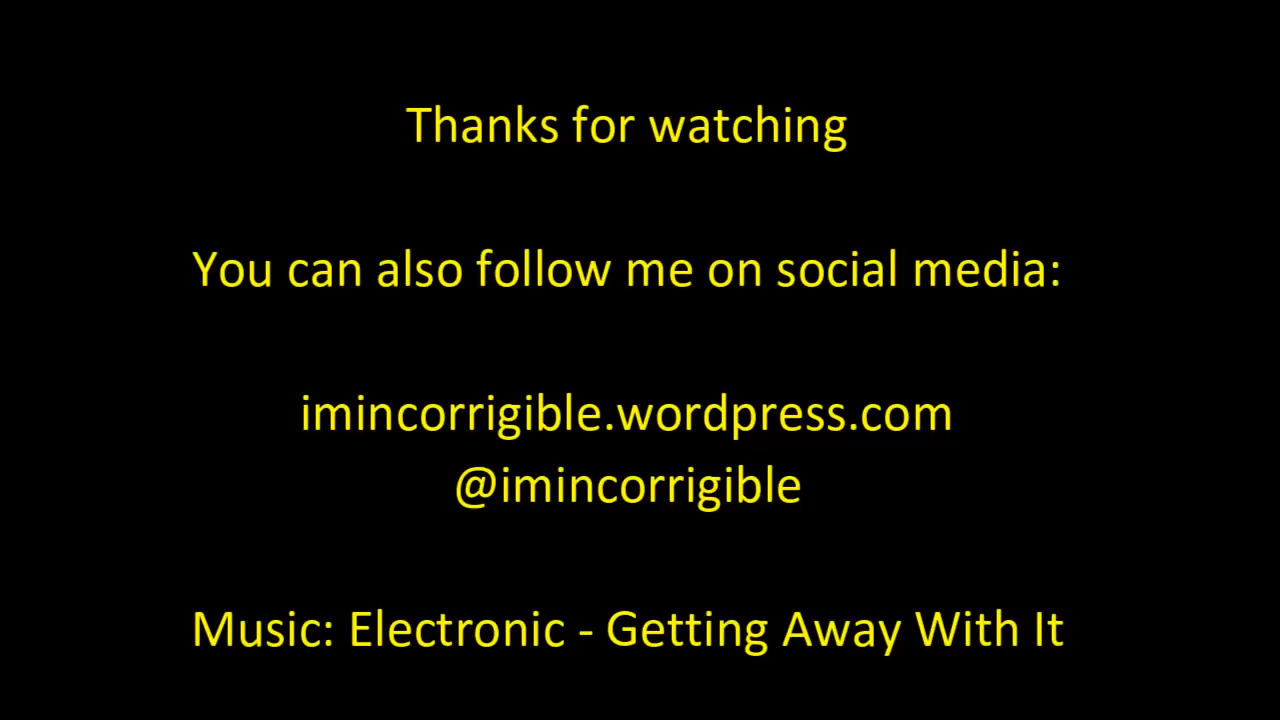 Thanks for watching
You can also follow me on social media:
imincorrigible.wordpress.com
@imincorrigible
Music: Electronic - Getting Away With It